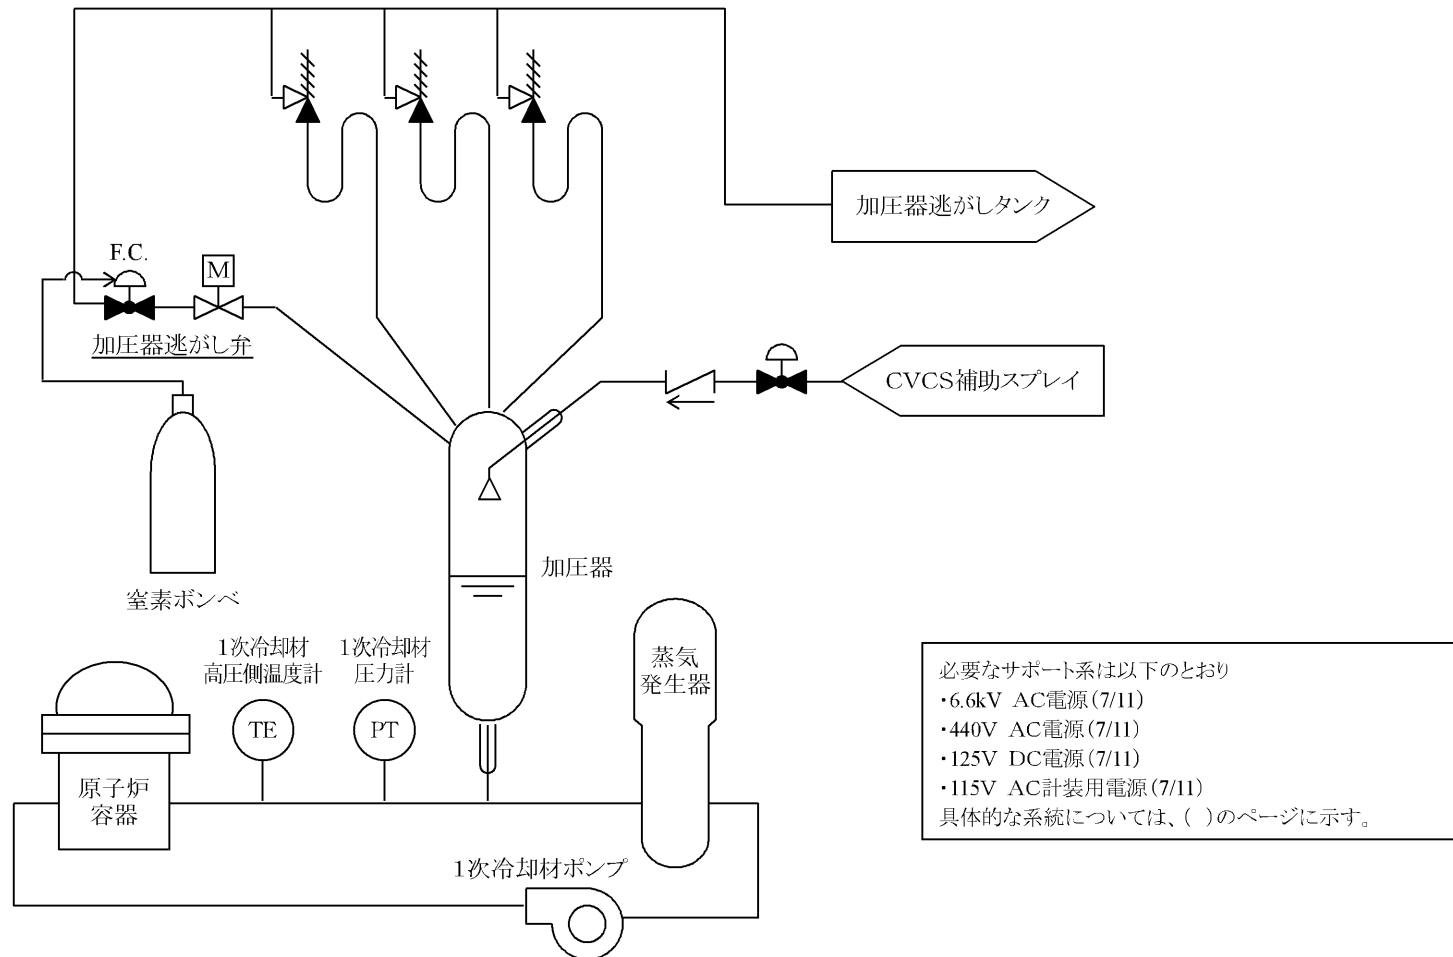 加圧器逃がしタンク
F.C.
M
加圧器逃がし弁
CVCS補助スプレイ
加圧器
窒素ボンベ
1次冷却材
高圧側温度計
1次冷却材
圧力計
蒸気
発生器
TE
PT
原子炉
容器
1次冷却材ポンプ
必要なサポート系は以下のとおり
・6.6kV AC電源(7/11)
・440V AC電源(7/11)
・125V DC電源(7/11)
・115V AC計装用電源(7/11)
具体的な系統については、( )のページに示す。